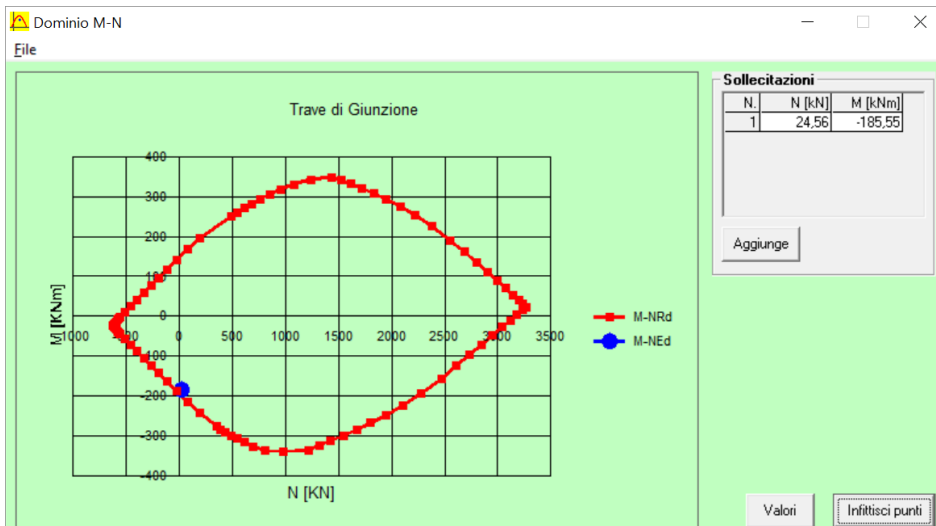 Dominio M-N
File
Trave di Giunzione
400
300
200
100
0
1000
500
0
500
1000
1500
2000
2500
3000
3500
-100
-200
-300
-400
M [KNm]
N [KN]
M-NRd
M-NEd
Sollecitazioni
N. N [kN] M [kNm]
1 24,56 -185,55
Aggiunge
Valori
Infittisci punti